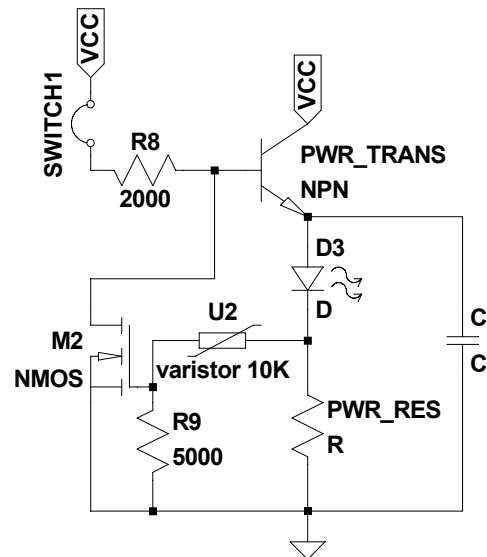 VCC
SWITCH1
R8
2000
VCC
PWR_TRANS
NPN
D3
D
C
C
U2
varistor 10K
M2
NMOS
R9
5000
PWR_RES
R